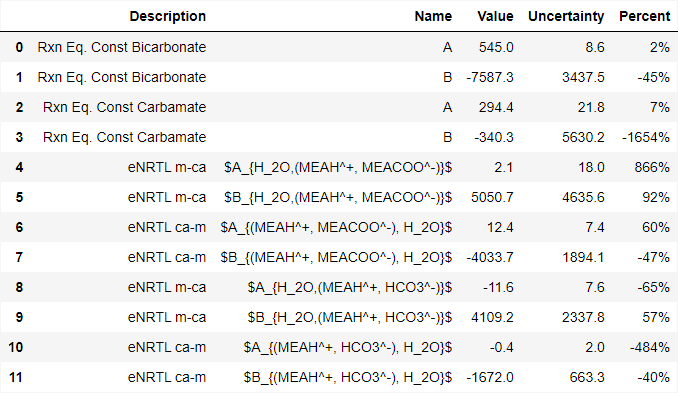 Description Name Value Uncertainty Percent
0 Rxn Eq. Const Bicarbonate A 545.0 8.6 2%
1 Rxn Eq. Const Bicarbonate B -7587.3 3437.5 -45%
2 Rxn Eq. Const Carbamate A 294.4 21.8 7%
3 Rxn Eq. Const Carbamate B -340.3 5630.2 -1654%
4 eNRTL m-ca $A_{H_2O,(MEAH^+, MEACOO^-)}$ 2.1 18.0 866%
5 eNRTL m-ca $B_{H_2O,(MEAH^+, MEACOO^-)}$ 5050.7 4635.6 92%
6 eNRTL ca-m $A_{(MEAH^+, MEACOO^-), H_2O}$ 12.4 7.4 60%
7 eNRTL ca-m $B_{(MEAH^+, MEACOO^-), H_2O}$ -4033.7 1894.1 -47%
8 eNRTL m-ca $A_{H_2O,(MEAH^+, HCO3^-)}$ -11.6 7.6 -65%
9 eNRTL m-ca $B_{H_2O,(MEAH^+, HCO3^-)}$ 4109.2 2337.8 57%
10 eNRTL ca-m $A_{(MEAH^+, HCO3^-), H_2O}$ -0.4 2.0 -484%
11 eNRTL ca-m $B_{(MEAH^+, HCO3^-), H_2O}$ -1672.0 663.3 -40%